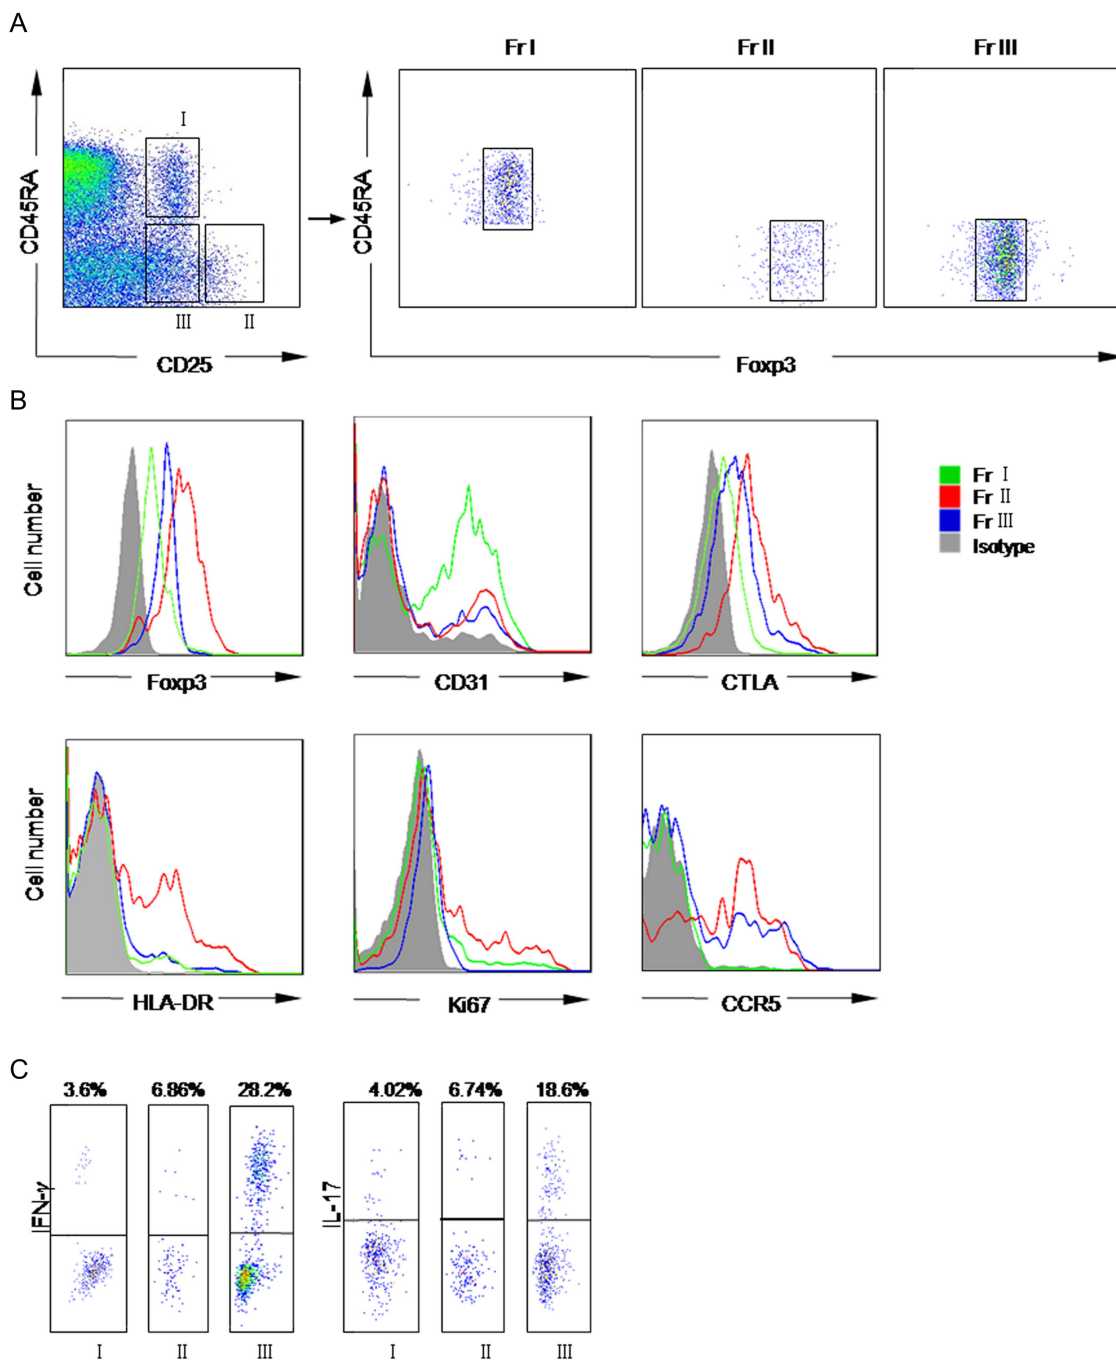 A
Fr I
Fr II
Fr III
I
CD45RA
CD45RA
III
II
CD25
Foxp3
B
Cell number
Fr I
Fr II
Fr III
Isotype
Foxp3
CD31
CTLA
Cell number
HLA-DR
Ki67
CCR5
C
3.6%
6.86%
28.2%
4.02%
6.74%
18.6%
IFN-γ
IL-17
I
II
III
I
II
III